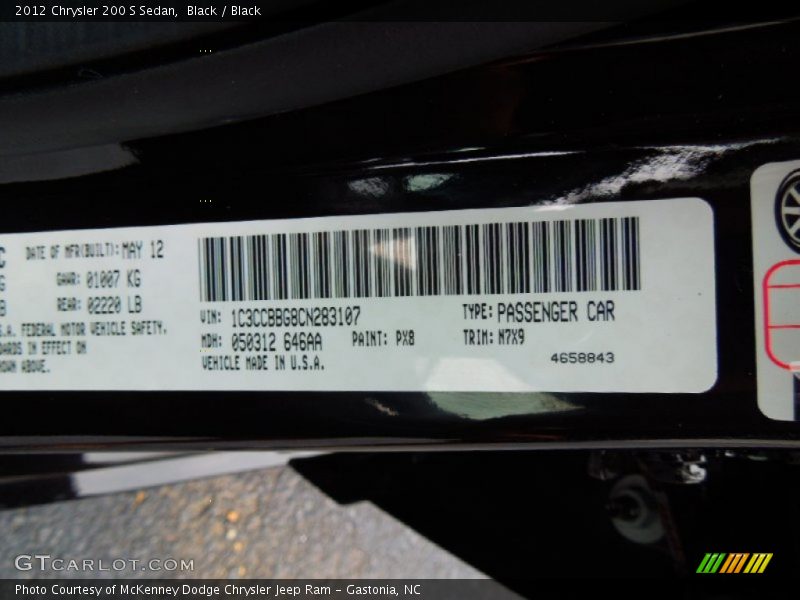 2012 Chrysler 200 S Sedan, Black / Black
C DATE OF MFR(BUILT): MAY 12
G GAWR: 01007 KG
B REAR: 02220 LB
S.A. FEDERAL MOTOR VEHICLE SAFETY.
DARDS IN EFFECT ON
HOWN ABOVE.
VIN: 1C3CCBBG8CN283107 TYPE: PASSENGER CAR
MDH: 050312 646AA PAINT: PX8 TRIM: N7X9
VEHICLE MADE IN U.S.A. 4658843
GTCARLOT.COM
Photo Courtesy of McKenney Dodge Chrysler Jeep Ram - Gastonia, NC